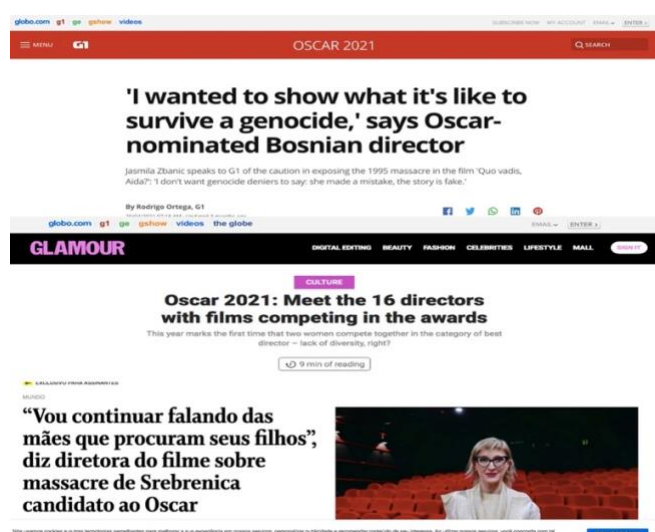 globo.com g1 ge gshow videos SUBSCRIBE NOW MY ACCOUNT EMAIL ENTER ›
MENU G1 OSCAR 2021 SEARCH
'I wanted to show what it's like to
survive a genocide,' says Oscar-
nominated Bosnian director
Jasmila Zbanic speaks to G1 of the caution in exposing the 1995 massacre in the film 'Quo vadis,
Aida?': 'I don't want genocide deniers to say: she made a mistake, the story is fake.'
By Rodrigo Ortega, G1
globo.com g1 ge gshow videos the globe EMAIL ENTER ›
GLAMOUR DIGITAL EDITING BEAUTY FASHION CELEBRITIES LIFESTYLE MALL SIGN IT
CULTURE
Oscar 2021: Meet the 16 directors
with films competing in the awards
This year marks the first time that two women compete together in the category of best
director – lack of diversity, right?
9 min of reading
EXCLUSIVO PARA ASSINANTES
MUNDO
“Vou continuar falando das
mães que procuram seus filhos”,
diz diretora do filme sobre
massacre de Srebrenica
candidato ao Oscar